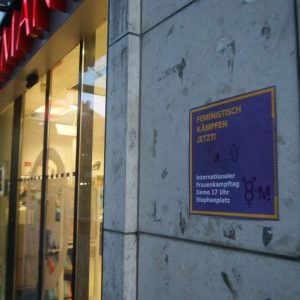 FEMINISTISCH
KÄMPFEN
JETZT!
Internationaler
Frauenkampftag
Demo 17 Uhr
Stephanplatz